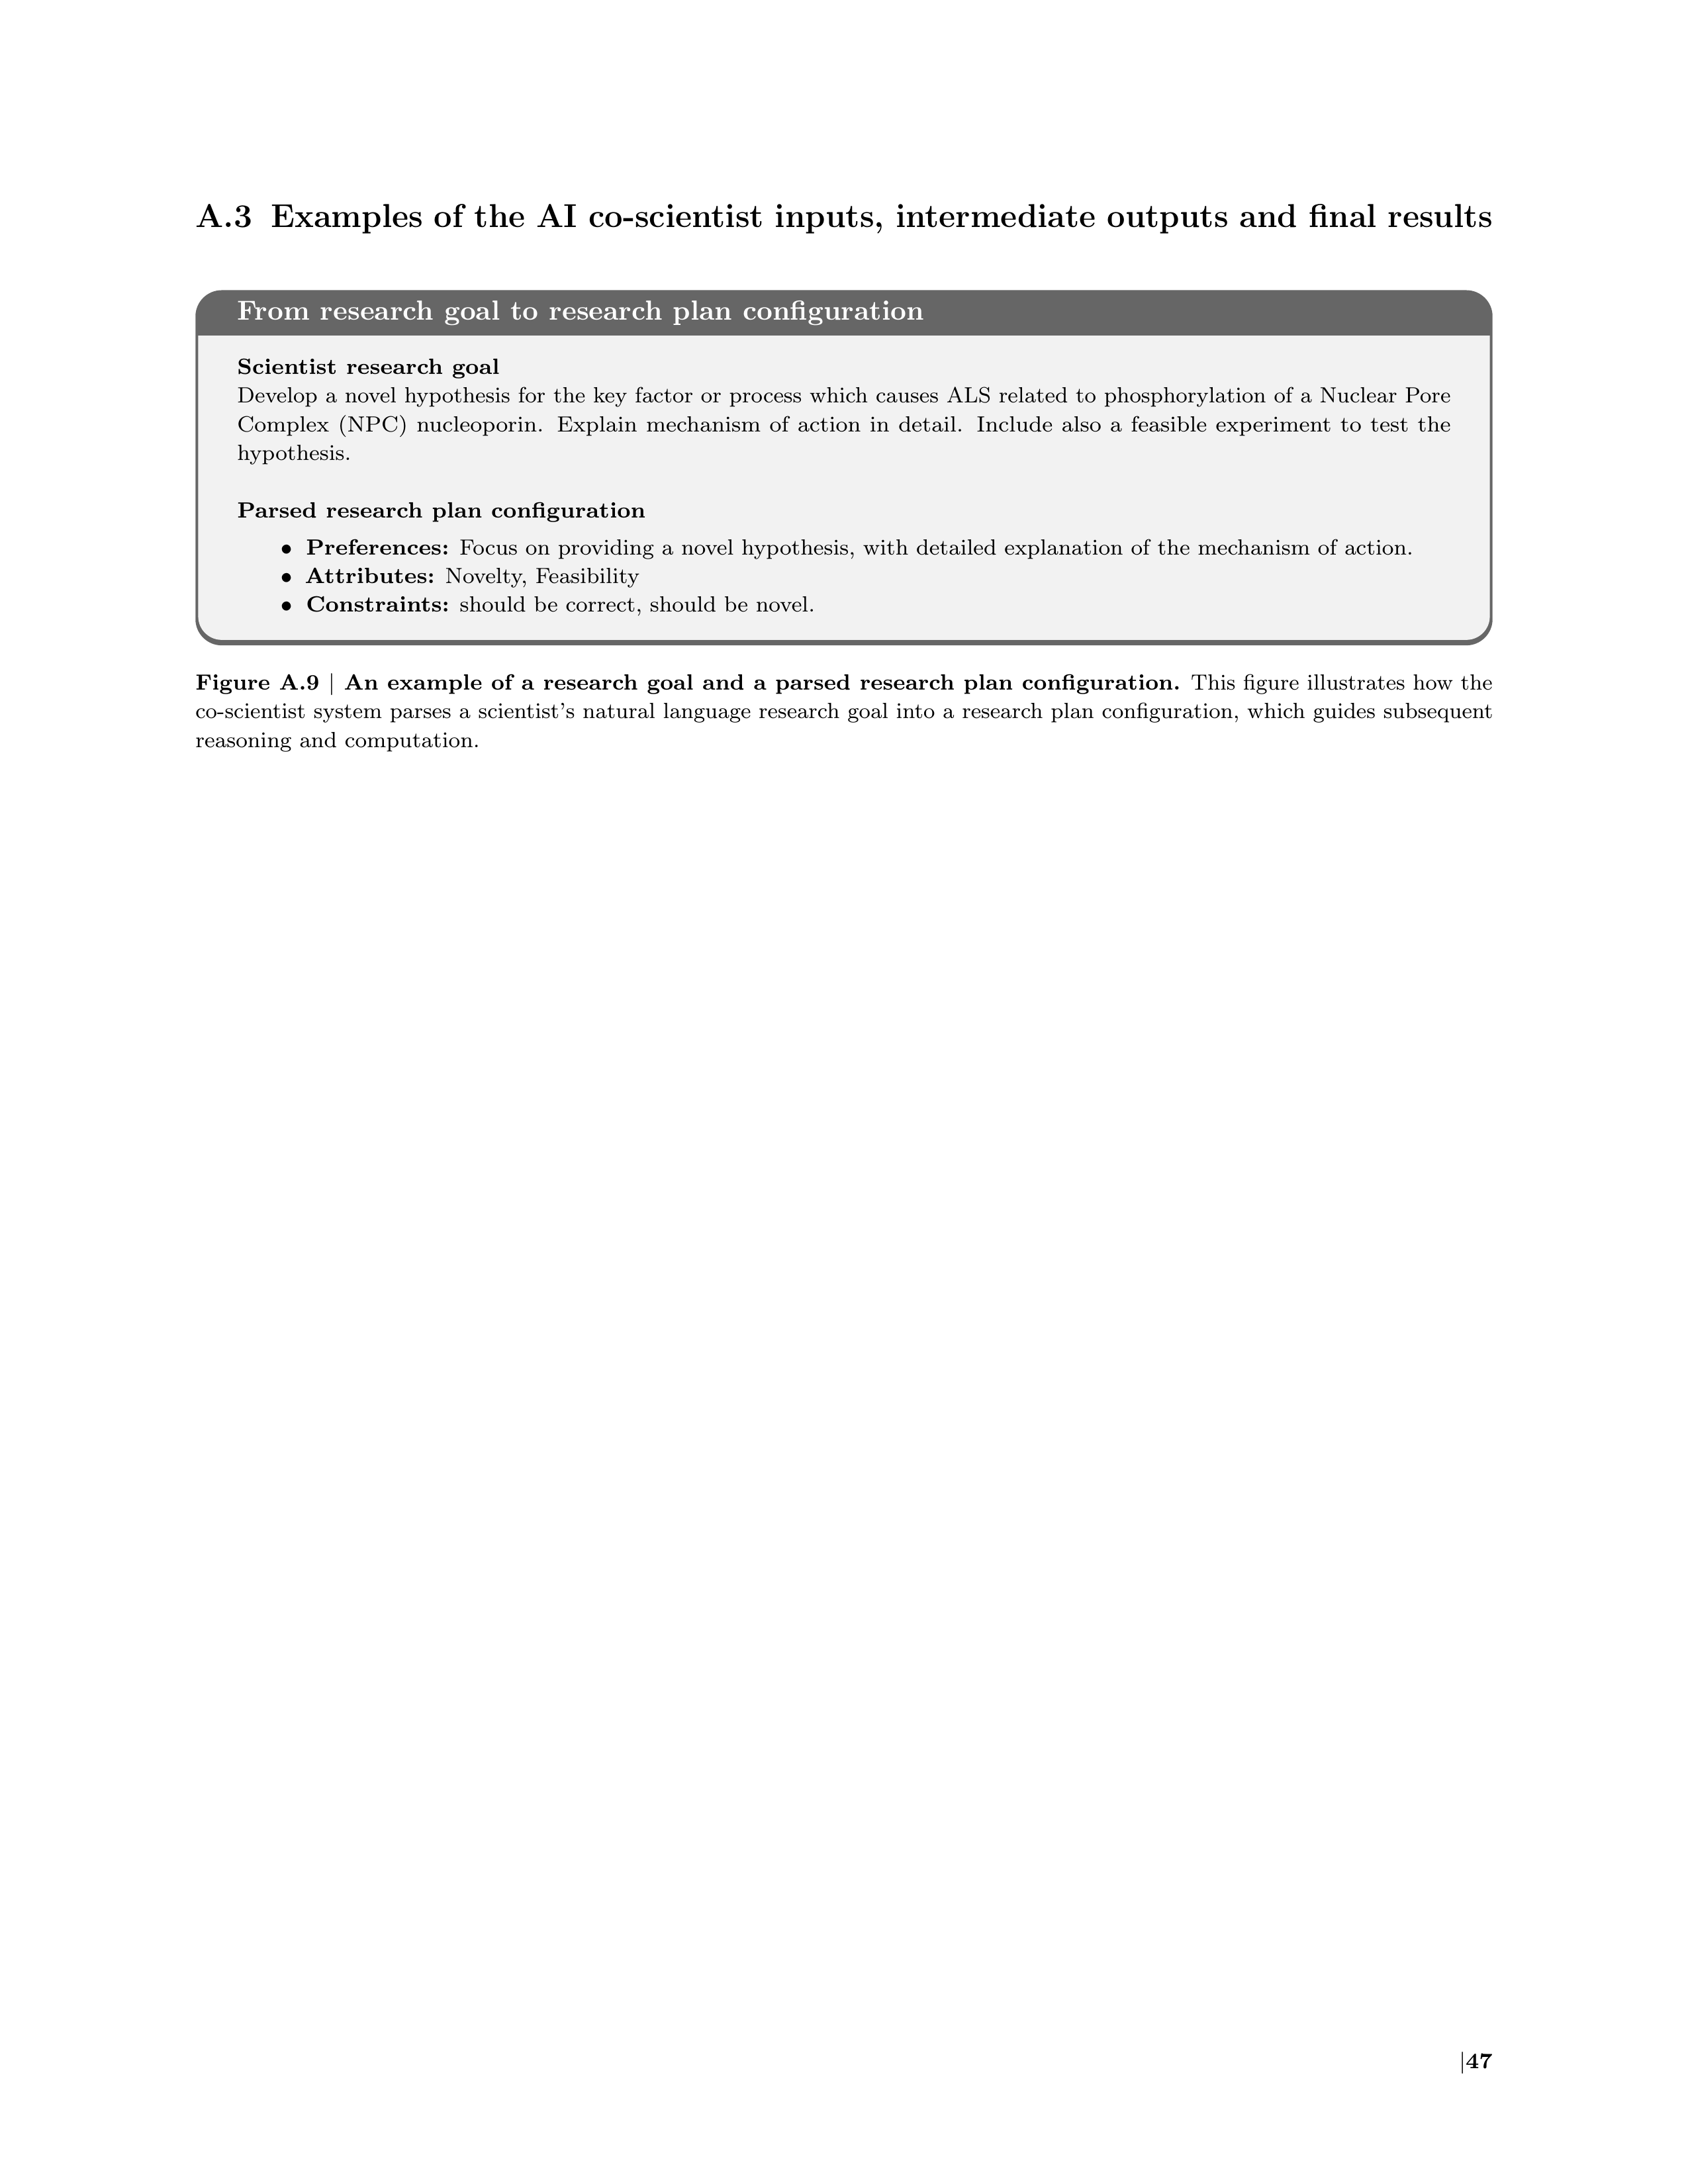 A.3 Examples of the AI co-scientist inputs, intermediate outputs and final results
From research goal to research plan configuration
Scientist research goal
Develop a novel hypothesis for the key factor or process which causes ALS related to phosphorylation of a Nuclear Pore
Complex (NPC) nucleoporin. Explain mechanism of action in detail. Include also a feasible experiment to test the
hypothesis.
Parsed research plan configuration
• Preferences: Focus on providing a novel hypothesis, with detailed explanation of the mechanism of action.
• Attributes: Novelty, Feasibility
• Constraints: should be correct, should be novel.
Figure A.9 | An example of a research goal and a parsed research plan configuration. This figure illustrates how the
co-scientist system parses a scientist's natural language research goal into a research plan configuration, which guides subsequent
reasoning and computation.
|47